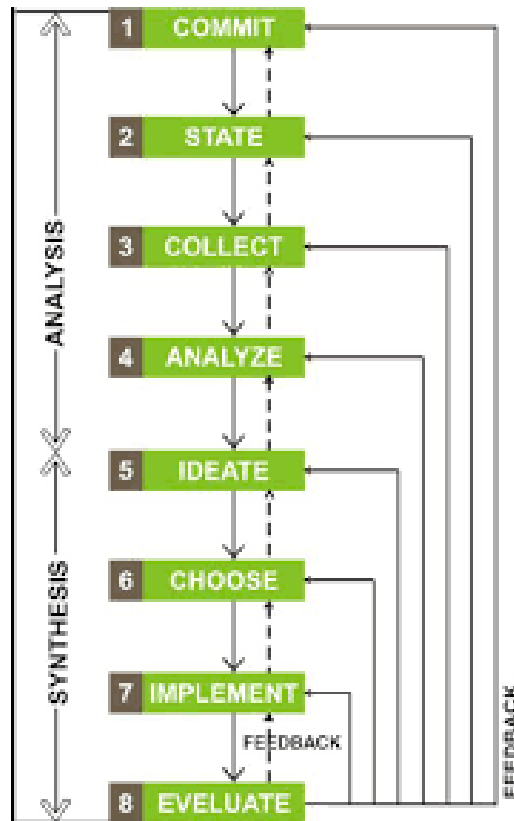 1 COMMIT
2 STATE
3 COLLECT
ANALYSIS
4 ANALYZE
5 IDEATE
6 CHOOSE
SYNTHESIS
7 IMPLEMENT
FEEDBACK
FEEDBACK
8 EVELUATE